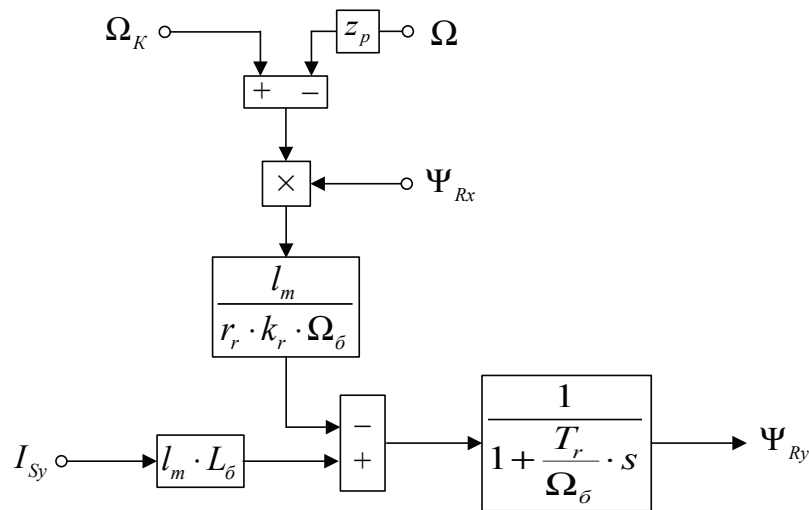 Ω_K
z_p
Ω
+ −
×
Ψ_Rx
l_m
r_r · k_r · Ω_б
−
+
I_Sy
l_m · L_б
1
1 + T_r / Ω_б · s
Ψ_Ry